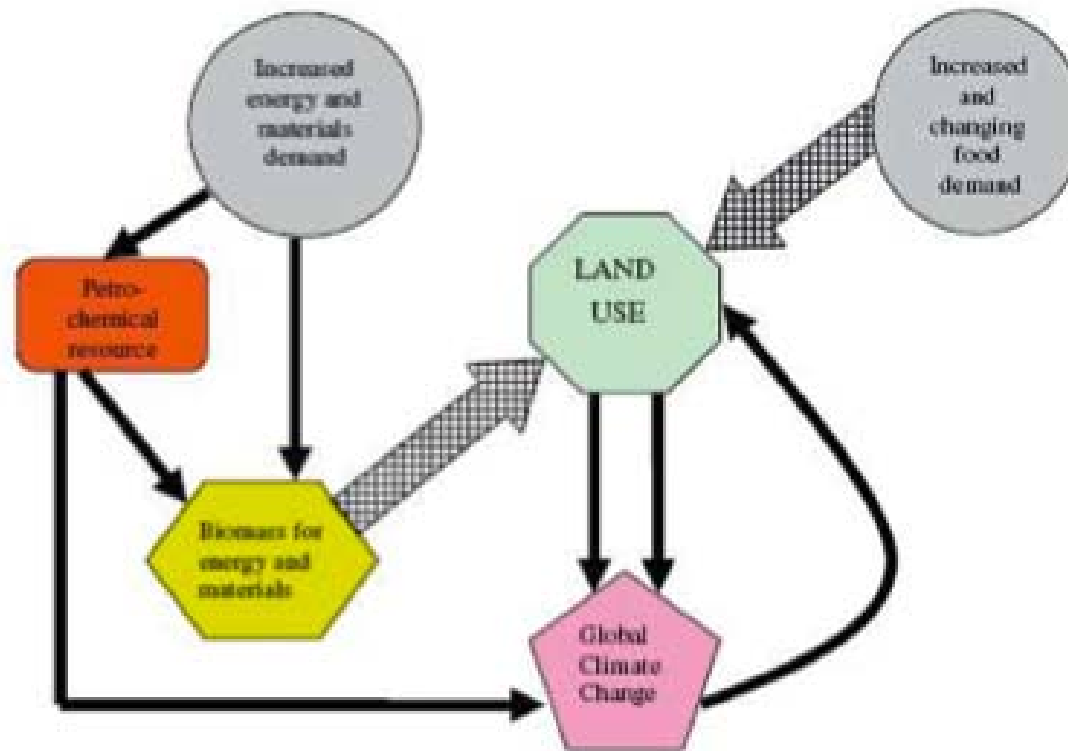 Increased
energy and
materials
demand
Increased
and
changing
food
demand
Petro-
chemical
resource
LAND
USE
Biomass for
energy and
materials
Global
Climate
Change